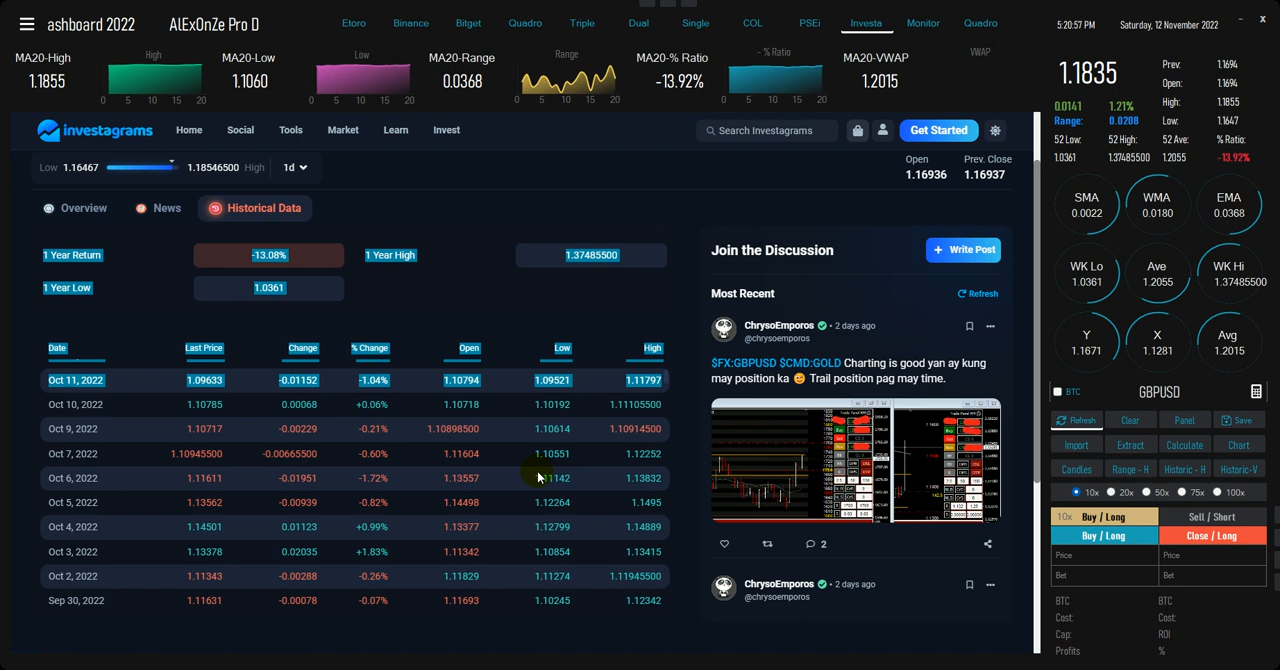 ashboard 2022
AlExOnZe Pro D
Etoro
Binance
Bitget
Quadro
Triple
Dual
Single
COL
PSEi
Investa
Monitor
Quadro
5:20:57 PM
Saturday, 12 November 2022
–
X
MA20-High
1.1855
High
0 5 10 15 20
MA20-Low
1.1060
Low
0 5 10 15 20
MA20-Range
0.0368
Range
0 5 10 15 20
MA20-% Ratio
-13.92%
- % Ratio
0 5 10 15 20
MA20-VWAP
1.2015
VWAP
1.1835
0.0141 1.21%
Range: 0.0208
Prev: 1.1694
Open: 1.1694
High: 1.1855
Low: 1.1647
52 Low: 52 High: 52 Ave: % Ratio:
1.0361 1.37485500 1.2055 -13.92%
investagrams
Home
Social
Tools
Market
Learn
Invest
Search Investagrams
Get Started
Low 1.16467 1.18546500 High 1d
Open Prev. Close
1.16936 1.16937
Overview
News
Historical Data
1 Year Return -13.08% 1 Year High 1.37485500
1 Year Low 1.0361
Date Last Price Change % Change Open Low High
Oct 11, 2022 1.09633 -0.01152 -1.04% 1.10794 1.09521 1.11797
Oct 10, 2022 1.10785 0.00068 +0.06% 1.10718 1.10192 1.11105500
Oct 9, 2022 1.10717 -0.00229 -0.21% 1.10898500 1.10614 1.10914500
Oct 7, 2022 1.10945500 -0.00665500 -0.60% 1.11604 1.10551 1.12252
Oct 6, 2022 1.11611 -0.01951 -1.72% 1.13557 1.11142 1.13832
Oct 5, 2022 1.13562 -0.00939 -0.82% 1.14498 1.12264 1.1495
Oct 4, 2022 1.14501 0.01123 +0.99% 1.13377 1.12799 1.14889
Oct 3, 2022 1.13378 0.02035 +1.83% 1.11342 1.10854 1.13415
Oct 2, 2022 1.11343 -0.00288 -0.26% 1.11829 1.11274 1.11945500
Sep 30, 2022 1.11631 -0.00078 -0.07% 1.11693 1.10245 1.12342
Join the Discussion
+ Write Post
Most Recent
Refresh
ChrysoEmporos • 2 days ago
@chrysoemporos
$FX:GBPUSD $CMD:GOLD Charting is good yan ay kung
may position ka 😉 Trail position pag may time.
2
ChrysoEmporos • 2 days ago
@chrysoemporos
SMA
0.0022
WMA
0.0180
EMA
0.0368
WK Lo
1.0361
Ave
1.2055
WK Hi
1.37485500
Y
1.1671
X
1.1281
Avg
1.2015
BTC
GBPUSD
Refresh
Clear
Panel
Save
Import
Extract
Calculate
Chart
Candles
Range - H
Historic - H
Historic-V
10x 20x 50x 75x 100x
10x Buy / Long
Sell / Short
Buy / Long
Close / Long
Price Price
Bet Bet
BTC BTC
Cost: Cost:
Cap: ROI
Profits %